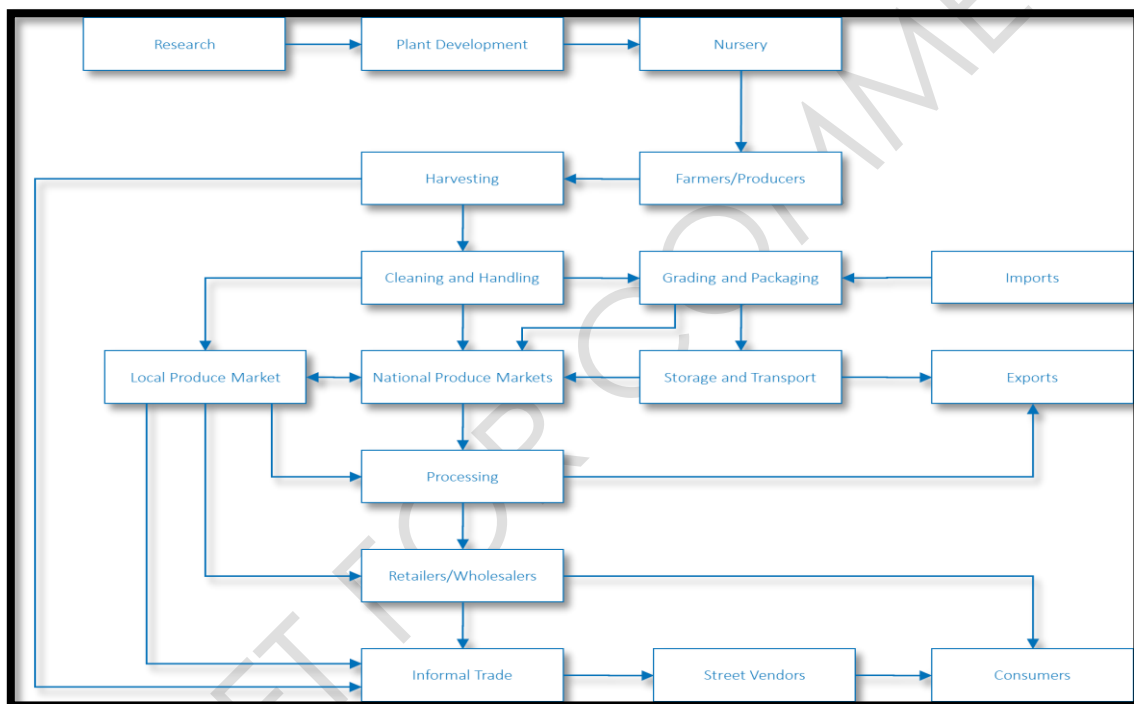 Research
Plant Development
Nursery
Harvesting
Farmers/Producers
Cleaning and Handling
Grading and Packaging
Imports
Local Produce Market
National Produce Markets
Storage and Transport
Exports
Processing
Retailers/Wholesalers
Informal Trade
Street Vendors
Consumers